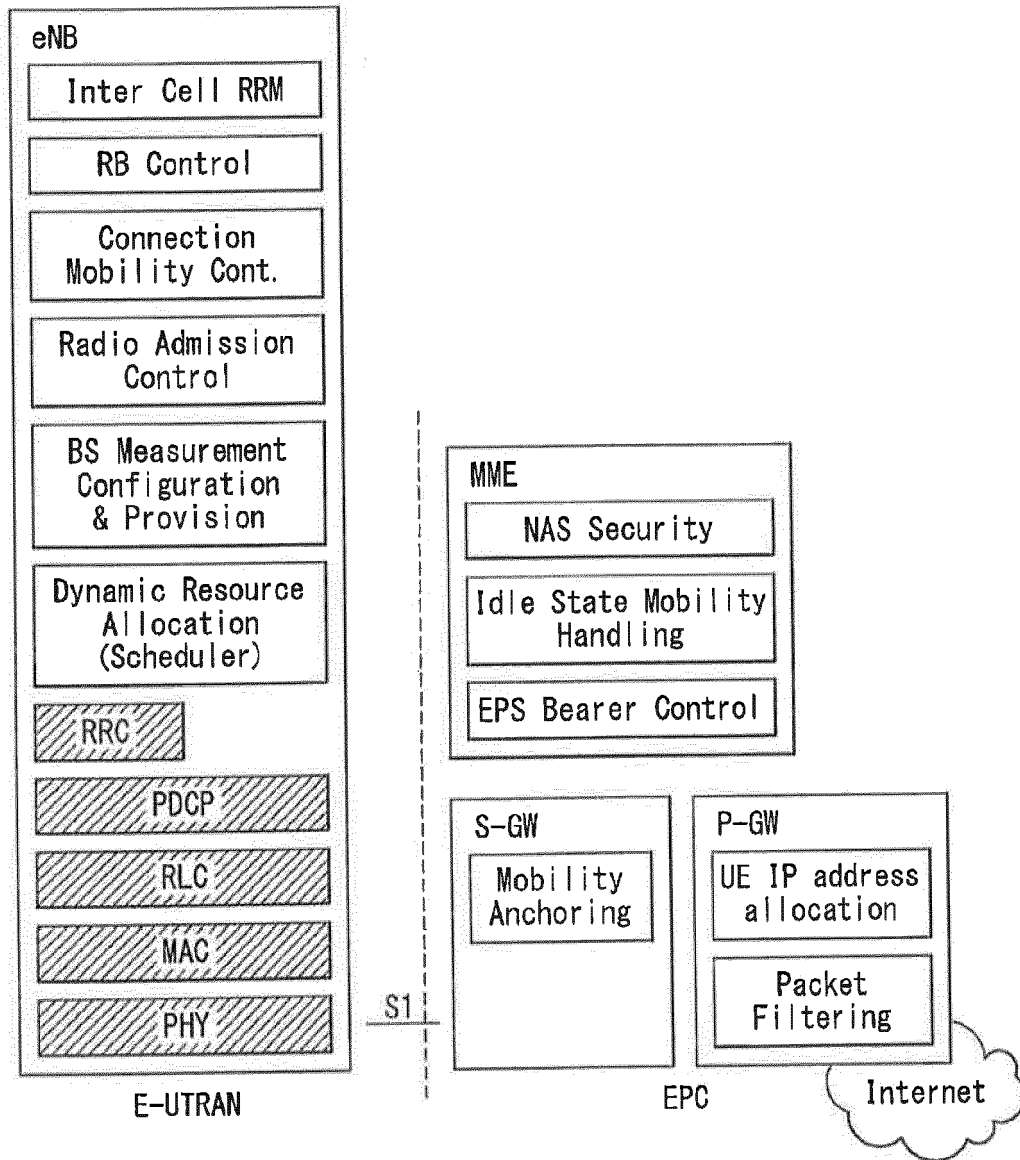 eNB
Inter Cell RRM
RB Control
Connection
Mobility Cont.
Radio Admission
Control
BS Measurement
Configuration
& Provision
Dynamic Resource
Allocation
(Scheduler)
RRC
PDCP
RLC
MAC
PHY
E-UTRAN
S1
MME
NAS Security
Idle State Mobility
Handling
EPS Bearer Control
S-GW
Mobility
Anchoring
P-GW
UE IP address
allocation
Packet
Filtering
EPC
Internet